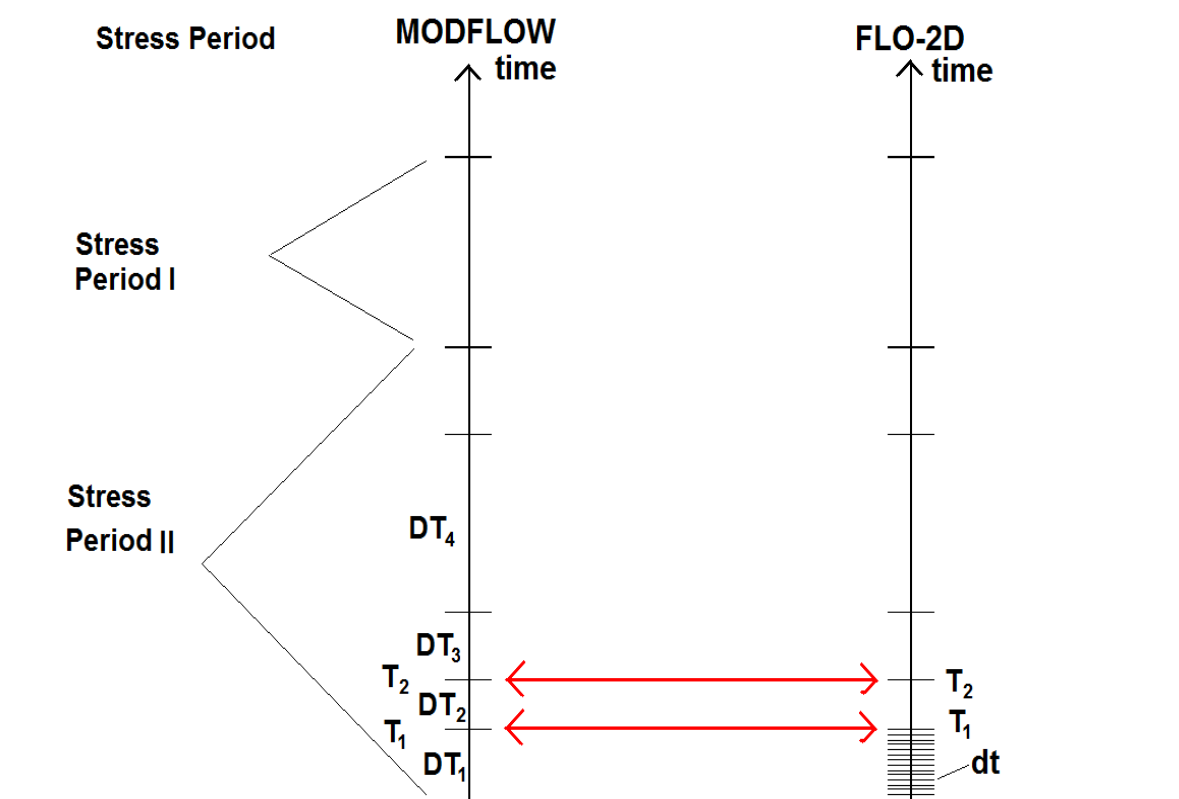 Stress Period
MODFLOW
time
FLO-2D
time
Stress
Period I
Stress
Period II
DT4
DT3
T2
DT2
T1
DT1
T2
T1
dt